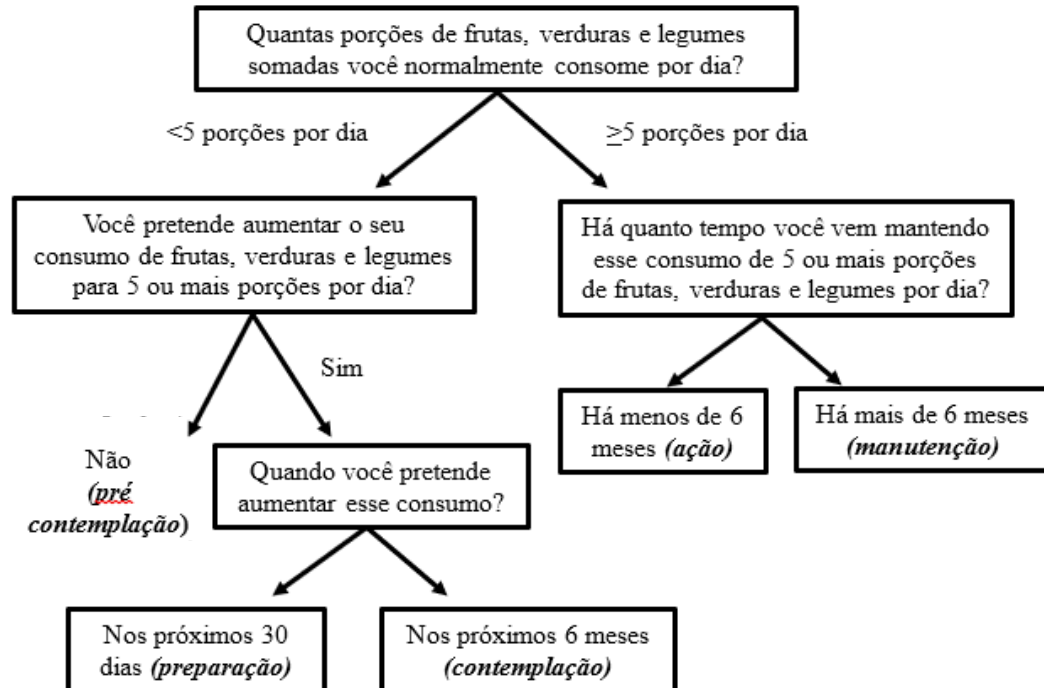 Quantas porções de frutas, verduras e legumes
somadas você normalmente consome por dia?
<5 porções por dia
≥5 porções por dia
Você pretende aumentar o seu
consumo de frutas, verduras e legumes
para 5 ou mais porções por dia?
Há quanto tempo você vem mantendo
esse consumo de 5 ou mais porções
de frutas, verduras e legumes por dia?
Sim
Há menos de 6
meses (ação)
Há mais de 6 meses
(manutenção)
Não
(pré
contemplação)
Quando você pretende
aumentar esse consumo?
Nos próximos 30
dias (preparação)
Nos próximos 6 meses
(contemplação)